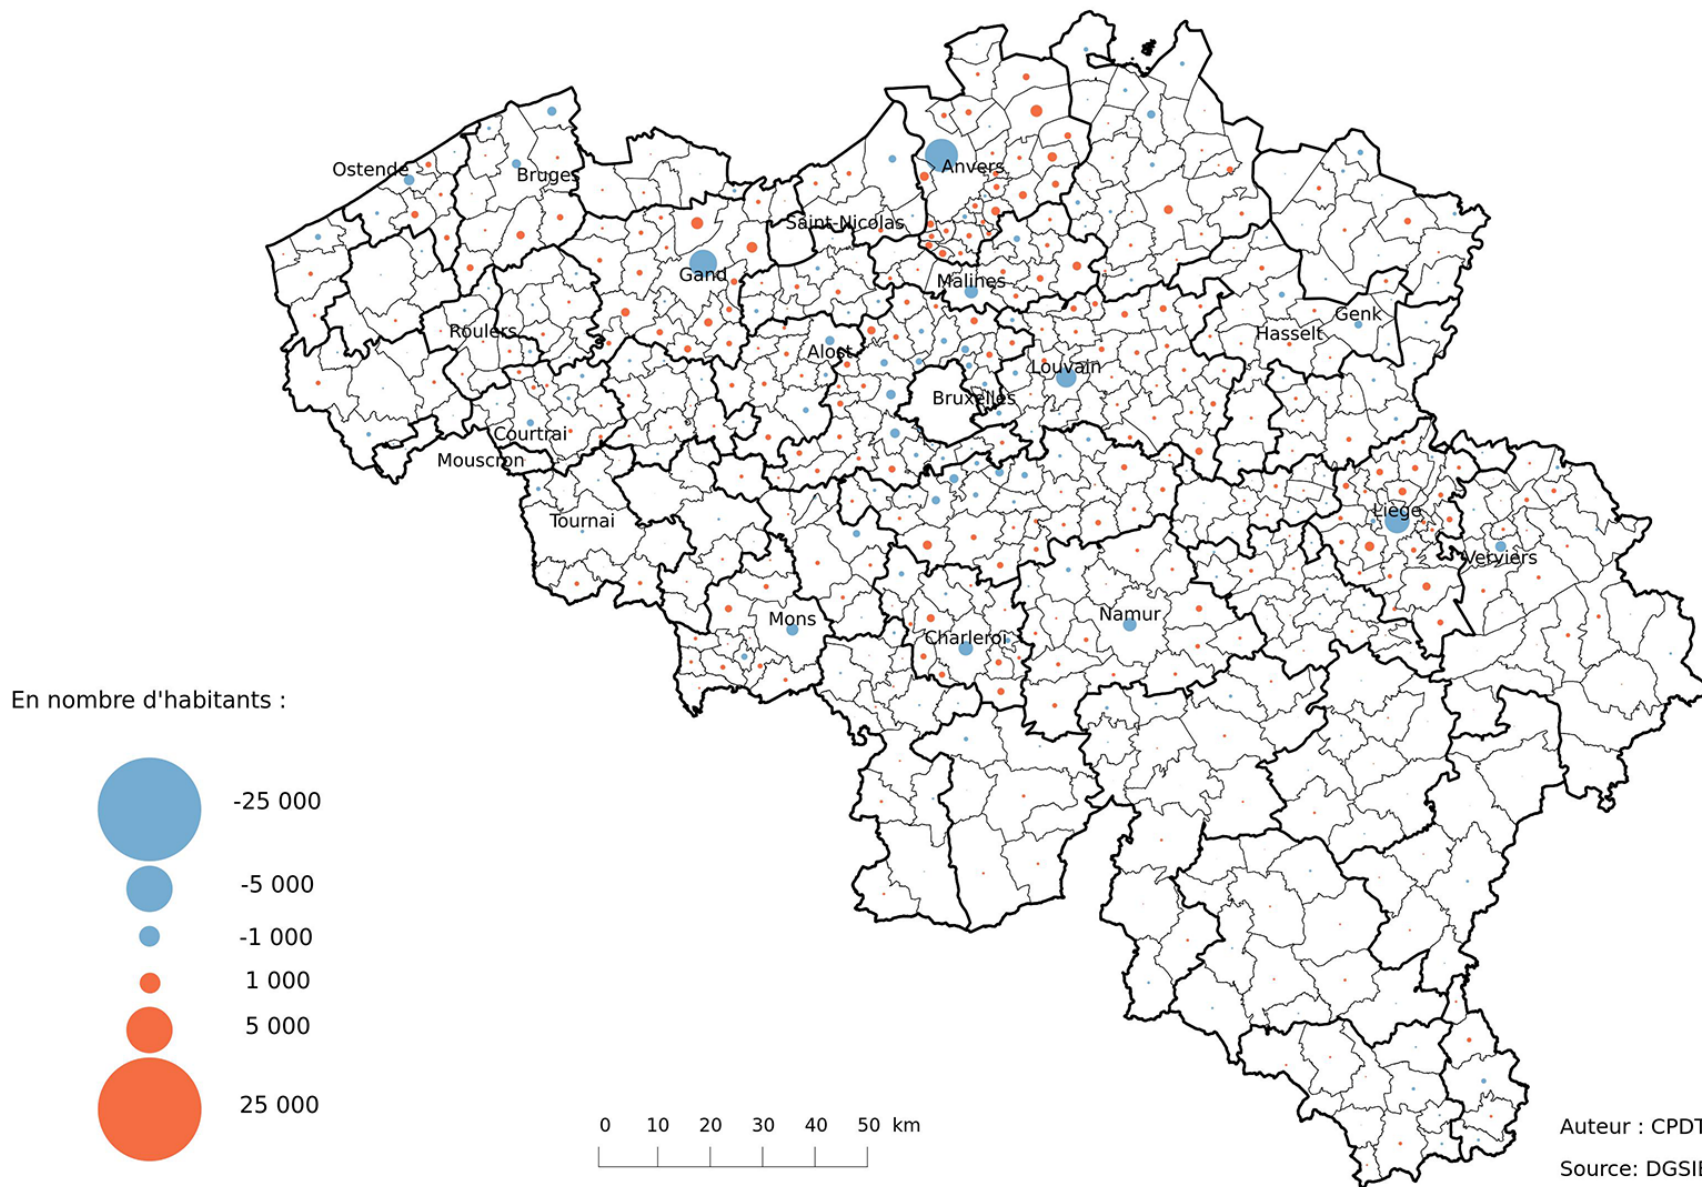 Ostende
Bruges
Anvers
Saint-Nicolas
Gand
Malines
Roulers
Alost
Louvain
Genk
Hasselt
Bruxelles
Courtrai
Mouscron
Tournai
Liège
Verviers
Mons
Charleroi
Namur
En nombre d'habitants :
-25 000
-5 000
-1 000
1 000
5 000
25 000
0 10 20 30 40 50 km
Auteur : CPDT
Source: DGSIE